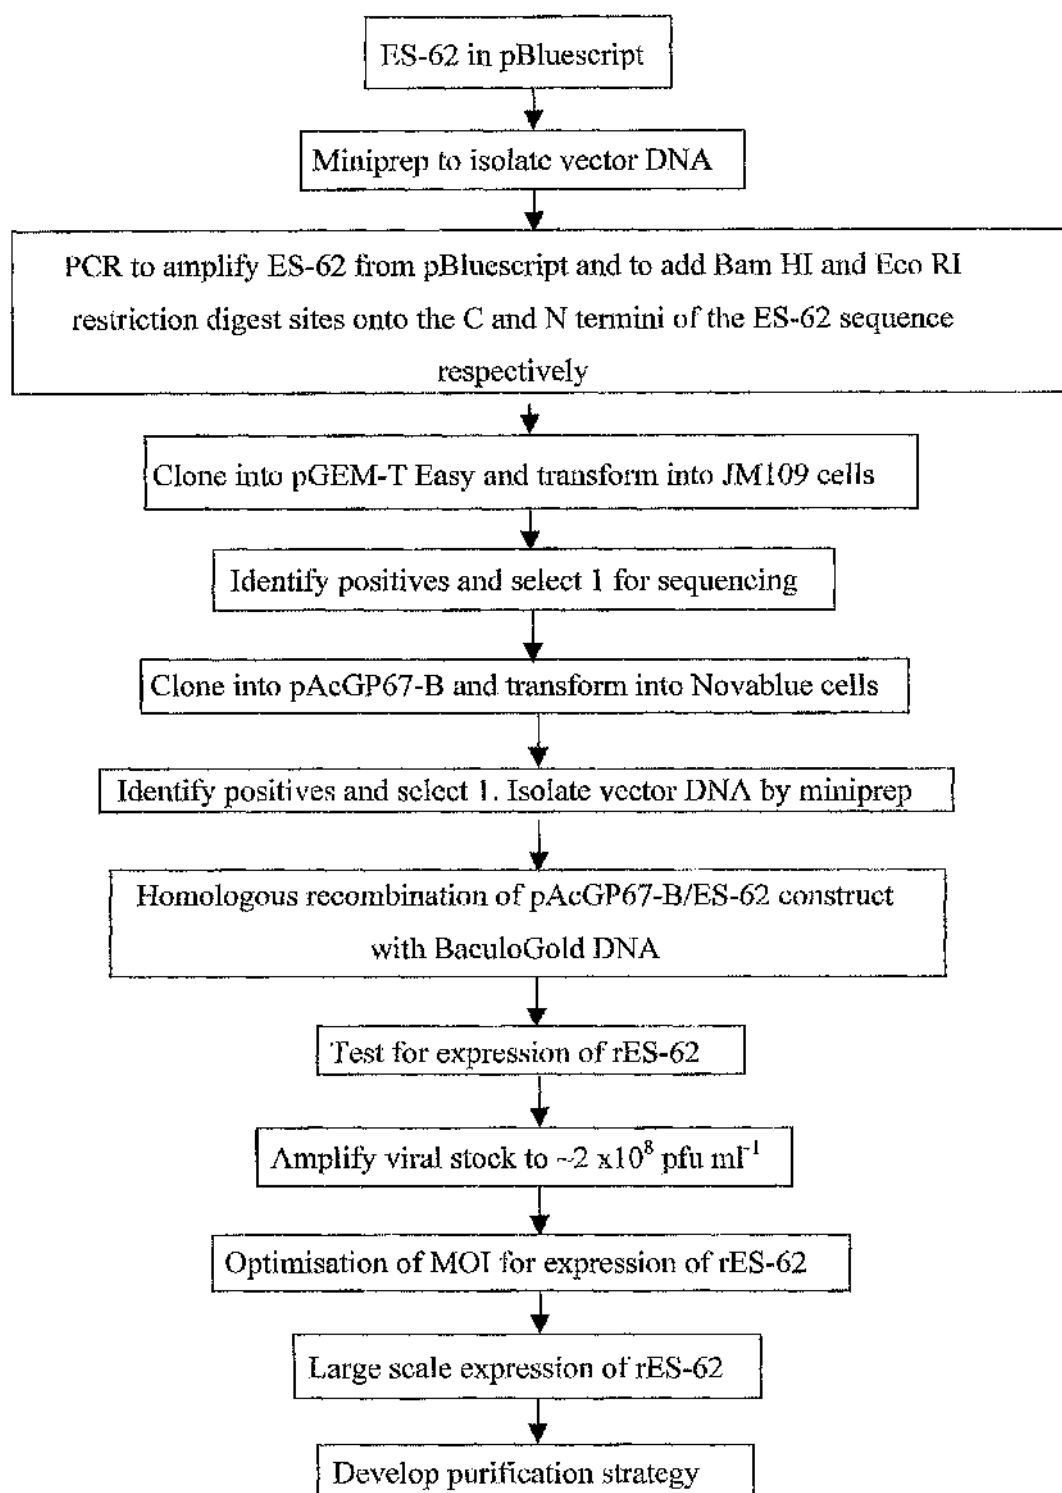 ES-62 in pBluescript
Miniprep to isolate vector DNA
PCR to amplify ES-62 from pBluescript and to add Bam HI and Eco RI
restriction digest sites onto the C and N termini of the ES-62 sequence
respectively
Clone into pGEM-T Easy and transform into JM109 cells
Identify positives and select 1 for sequencing
Clone into pAcGP67-B and transform into Novablue cells
Identify positives and select 1. Isolate vector DNA by miniprep
Homologous recombination of pAcGP67-B/ES-62 construct
with BaculoGold DNA
Test for expression of rES-62
Amplify viral stock to ~2 x10⁸ pfu ml⁻¹
Optimisation of MOI for expression of rES-62
Large scale expression of rES-62
Develop purification strategy